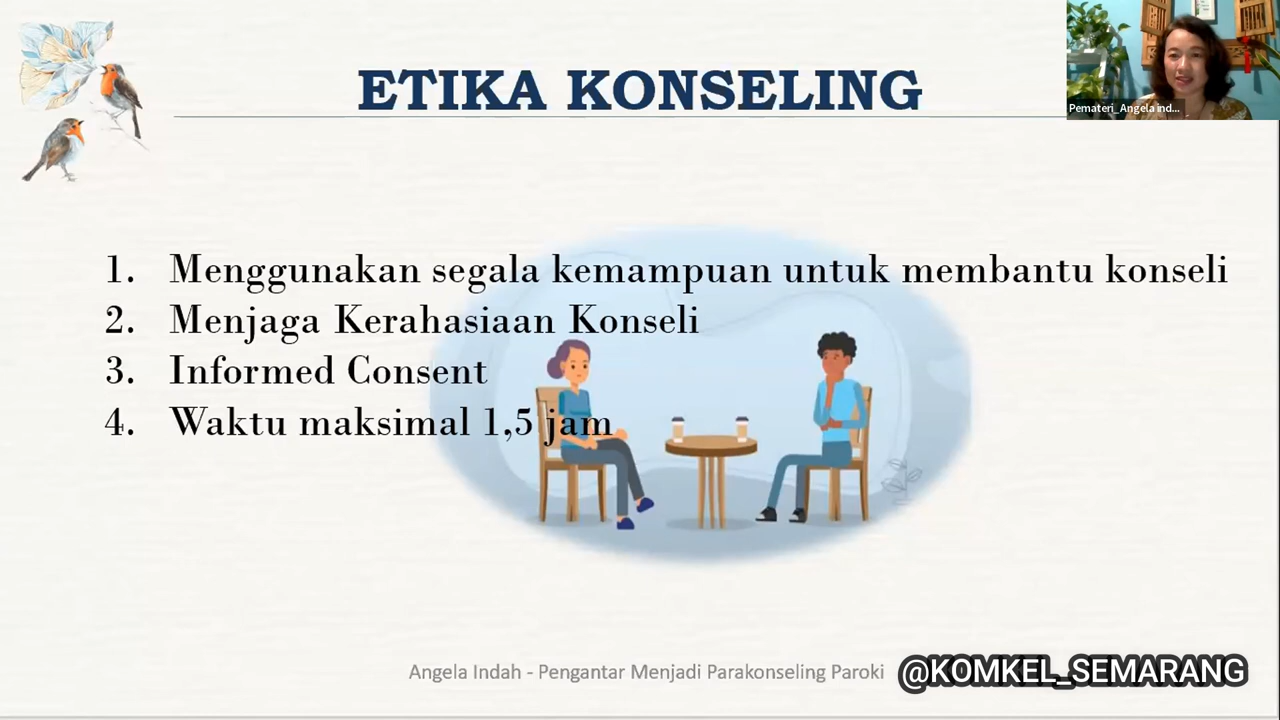 ETIKA KONSELING
Pemateri_Angela ind...
1. Menggunakan segala kemampuan untuk membantu konseli
2. Menjaga Kerahasiaan Konseli
3. Informed Consent
4. Waktu maksimal 1,5 jam
Angela Indah - Pengantar Menjadi Parakonseling Paroki
@KOMKEL_SEMARANG